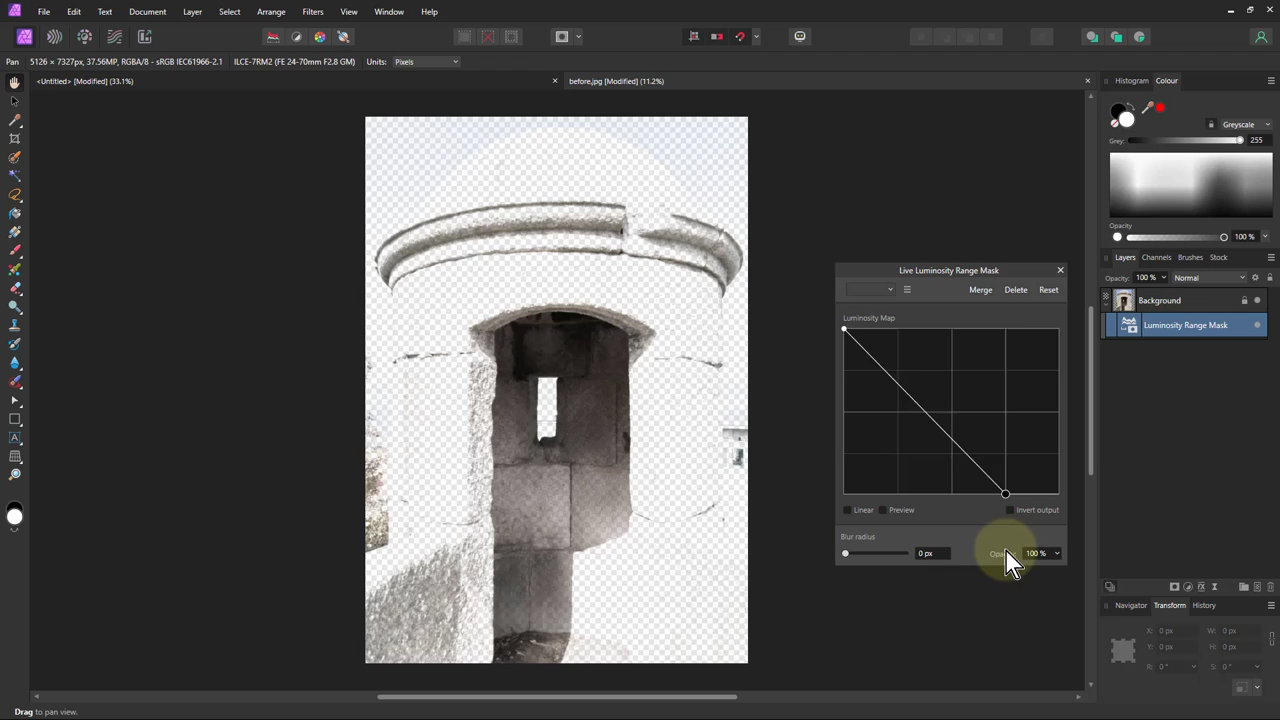 File Edit Text Document Layer Select Arrange Filters View Window Help
Pan 5126 × 7327px, 37.56MP, RGBA/8 - sRGB IEC61966-2.1 ILCE-7RM2 (FE 24-70mm F2.8 GM) Units: Pixels
<Untitled> [Modified] (33.1%) before.jpg [Modified] (11.2%)
Histogram Colour
Greyscale
Grey: 255
Opacity
100 %
Layers Channels Brushes Stock
Opacity: 100 % Normal
Background
Luminosity Range Mask
Live Luminosity Range Mask
Merge Delete Reset
Luminosity Map
Linear Preview Invert output
Blur radius
0 px Opacity: 100 %
Navigator Transform History
X: 0 px W: 0 px
Y: 0 px H: 0 px
R: 0 ° S: 0 °
Drag to pan view.